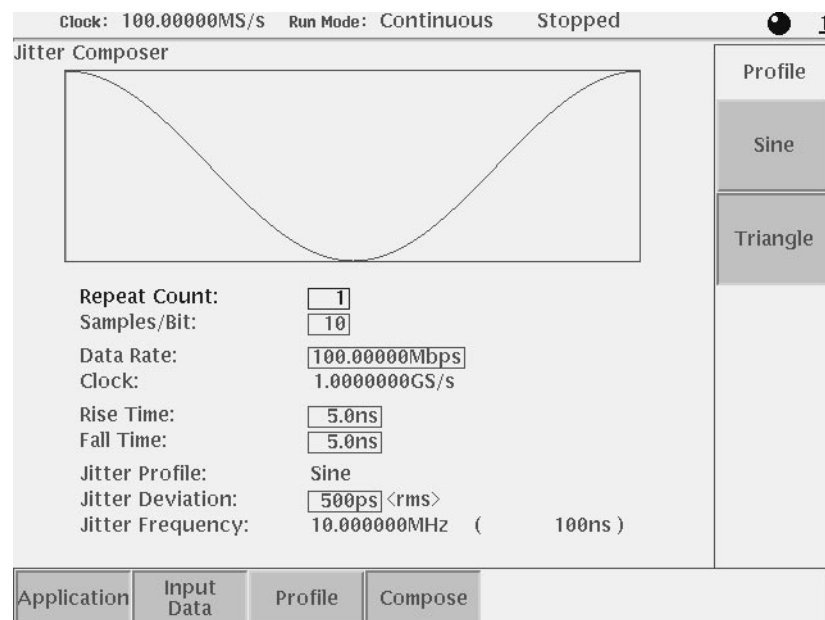 Clock: 100.00000MS/s Run Mode: Continuous Stopped
Jitter Composer
Profile
Sine
Triangle
Repeat Count: 1
Samples/Bit: 10
Data Rate: 100.00000Mbps
Clock: 1.0000000GS/s
Rise Time: 5.0ns
Fall Time: 5.0ns
Jitter Profile: Sine
Jitter Deviation: 500ps <rms>
Jitter Frequency: 10.000000MHz ( 100ns )
Application Input Data Profile Compose